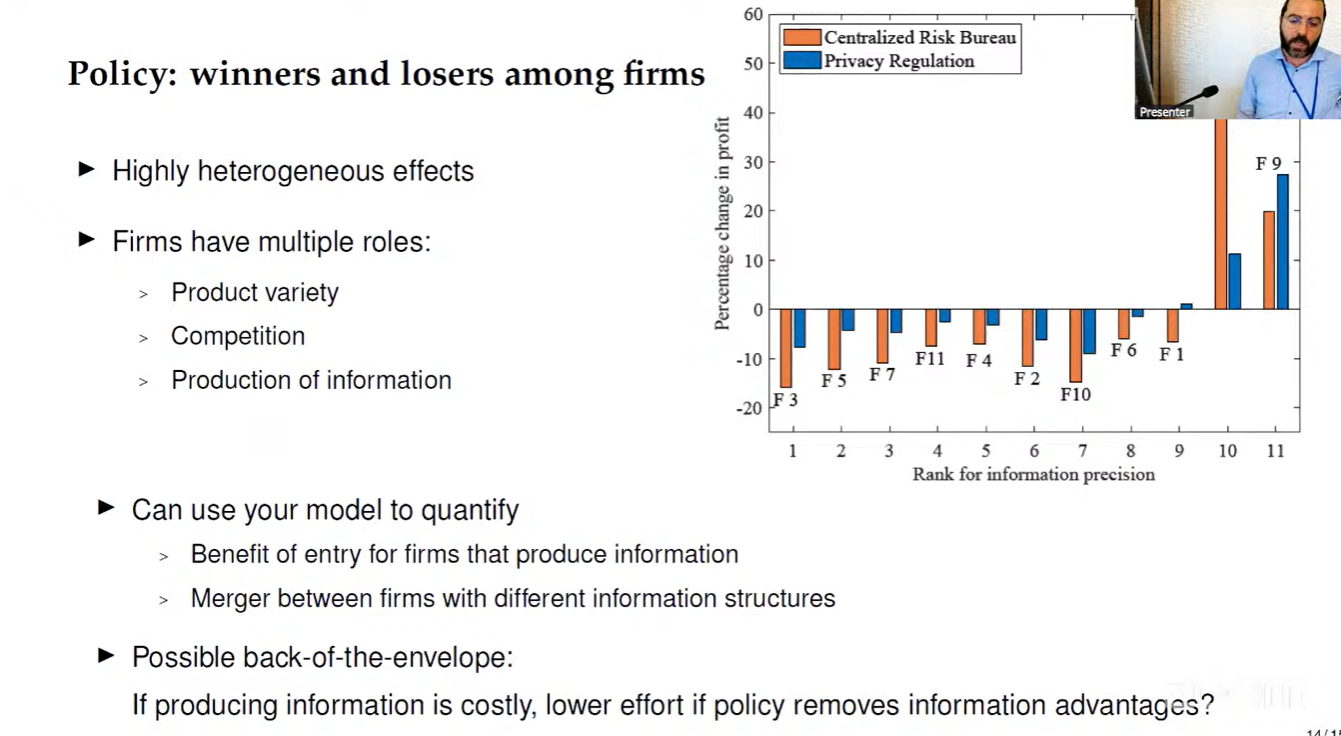 Policy: winners and losers among firms
► Highly heterogeneous effects
► Firms have multiple roles:
> Product variety
> Competition
> Production of information
► Can use your model to quantify
> Benefit of entry for firms that produce information
> Merger between firms with different information structures
► Possible back-of-the-envelope:
If producing information is costly, lower effort if policy removes information advantages?
Centralized Risk Bureau
Privacy Regulation
Percentage change in profit
60
50
40
30
20
10
0
-10
-20
F 3
F 5
F 7
F11
F 4
F 2
F10
F 6
F 1
F 9
1 2 3 4 5 6 7 8 9 10 11
Rank for information precision
Presenter